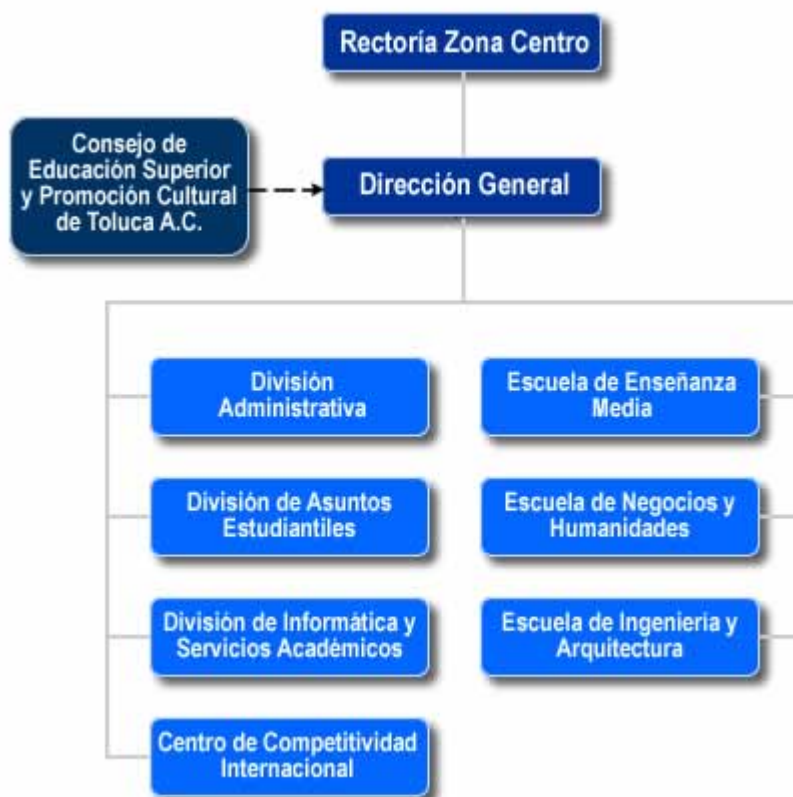 Rectoría Zona Centro
Consejo de
Educación Superior
y Promoción Cultural
de Toluca A.C.
Dirección General
División
Administrativa
Escuela de Enseñanza
Media
División de Asuntos
Estudiantiles
Escuela de Negocios y
Humanidades
División de Informática y
Servicios Académicos
Escuela de Ingeniería y
Arquitectura
Centro de Competitividad
Internacional